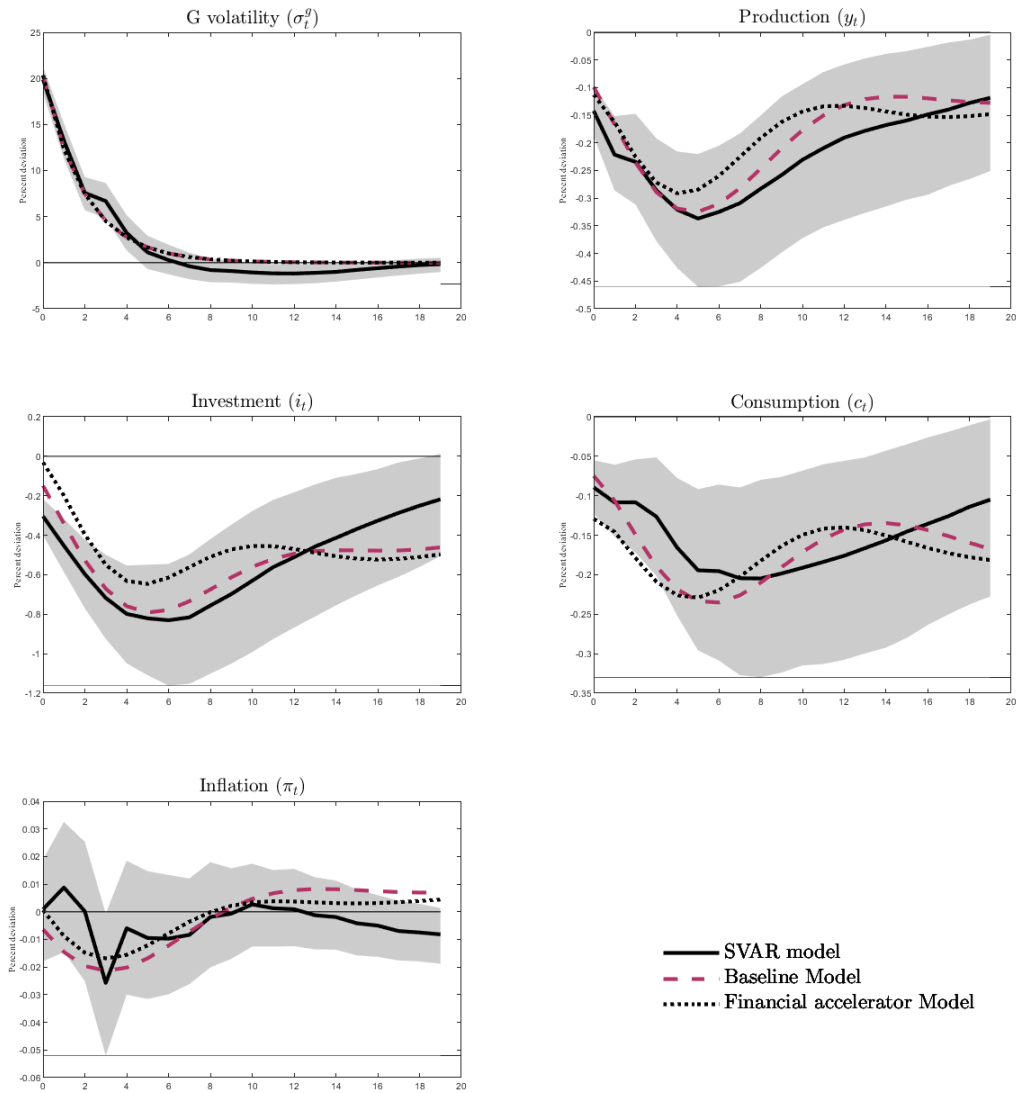 G volatility (σ_t^g)
Percent deviation
25
20
15
10
5
0
-5
0 2 4 6 8 10 12 14 16 18 20
Production (y_t)
Percent deviation
0
-0.05
-0.1
-0.15
-0.2
-0.25
-0.3
-0.35
-0.4
-0.45
-0.5
0 2 4 6 8 10 12 14 16 18 20
Investment (i_t)
Percent deviation
0.2
0
-0.2
-0.4
-0.6
-0.8
-1
-1.2
0 2 4 6 8 10 12 14 16 18 20
Consumption (c_t)
Percent deviation
0
-0.05
-0.1
-0.15
-0.2
-0.25
-0.3
-0.35
0 2 4 6 8 10 12 14 16 18 20
Inflation (π_t)
Percent deviation
0.04
0.03
0.02
0.01
0
-0.01
-0.02
-0.03
-0.04
-0.05
-0.06
0 2 4 6 8 10 12 14 16 18 20
SVAR model
Baseline Model
Financial accelerator Model